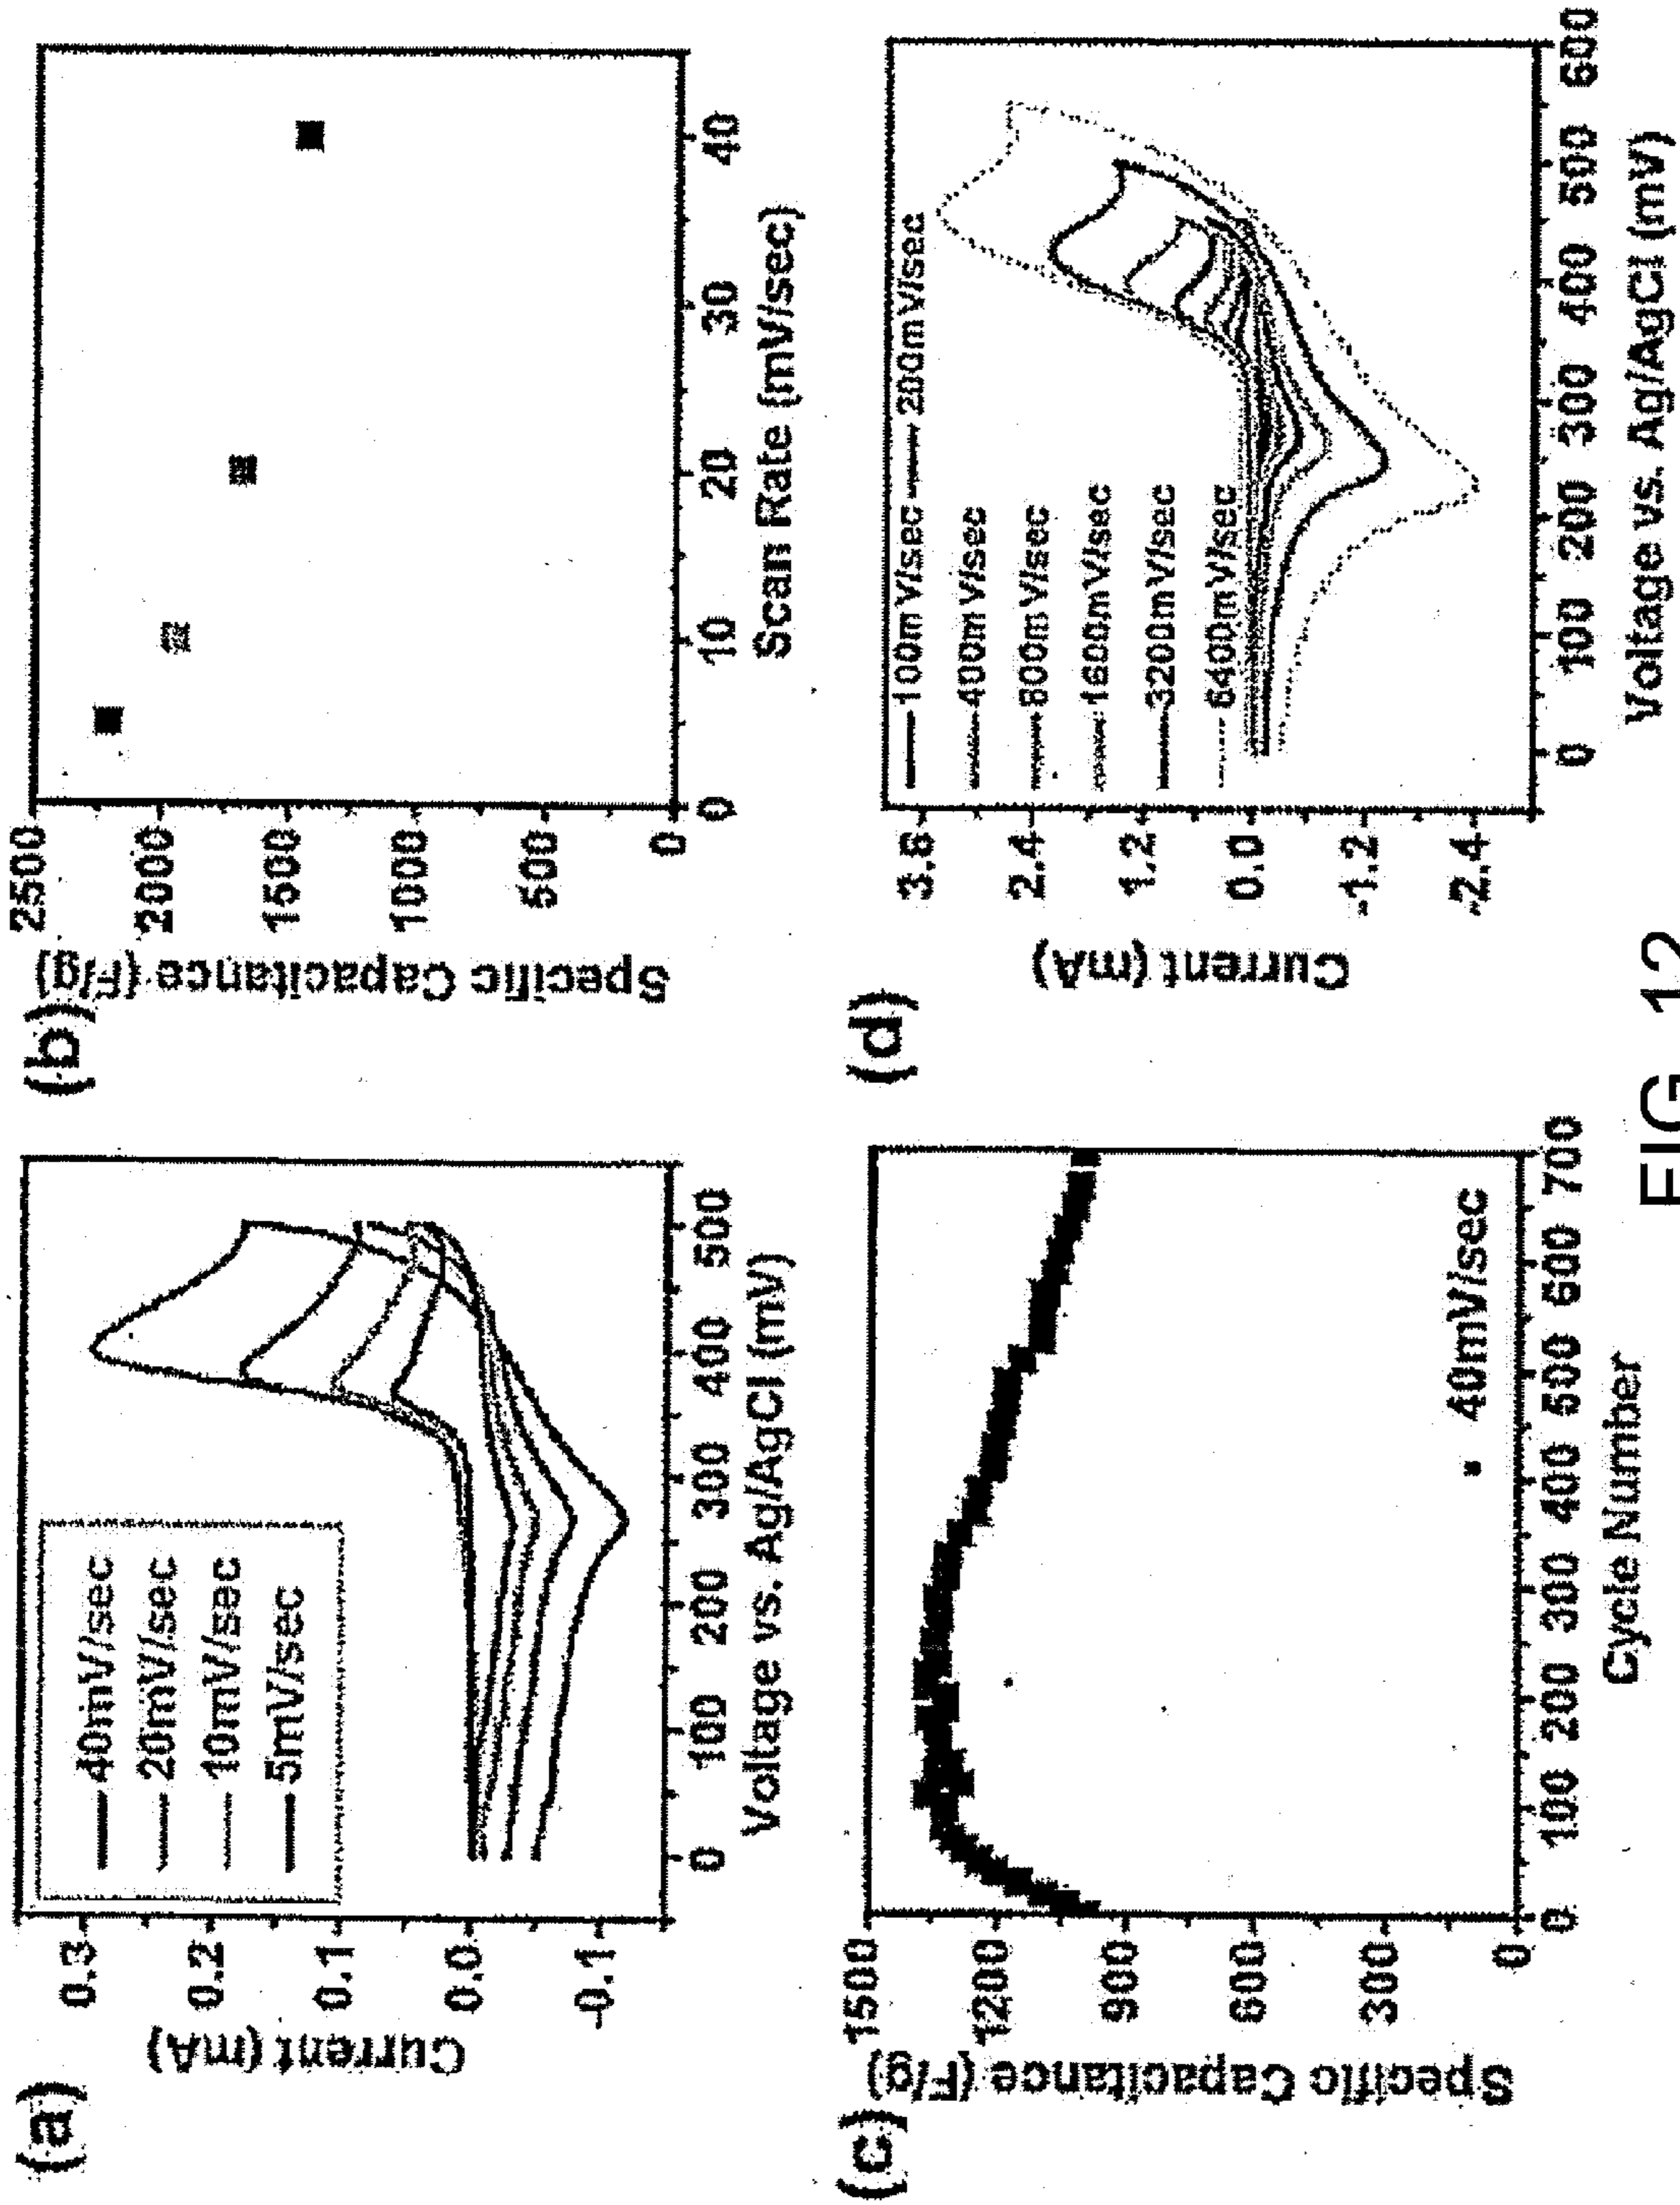 (a)
Current (mA)
0.3
0.2
0.1
0.0
-0.1
40mV/sec
20mV/sec
10mV/sec
5mV/sec
0 100 200 300 400 500
Voltage vs. Ag/AgCl (mV)
(b)
Specific Capacitance (F/g)
2500
2000
1500
1000
500
0
0 10 20 30 40
Scan Rate (mV/sec)
(c)
Specific Capacitance (F/g)
1500
1200
900
600
300
0
40mV/sec
0 100 200 300 400 500 600 700
Cycle Number
(d)
Current (mA)
3.6
2.4
1.2
0.0
-1.2
-2.4
100mV/sec 200mV/sec
400mV/sec
800mV/sec
1600mV/sec
3200mV/sec
6400mV/sec
0 100 200 300 400 500 600
Voltage vs. Ag/AgCl (mV)
FIG. 12